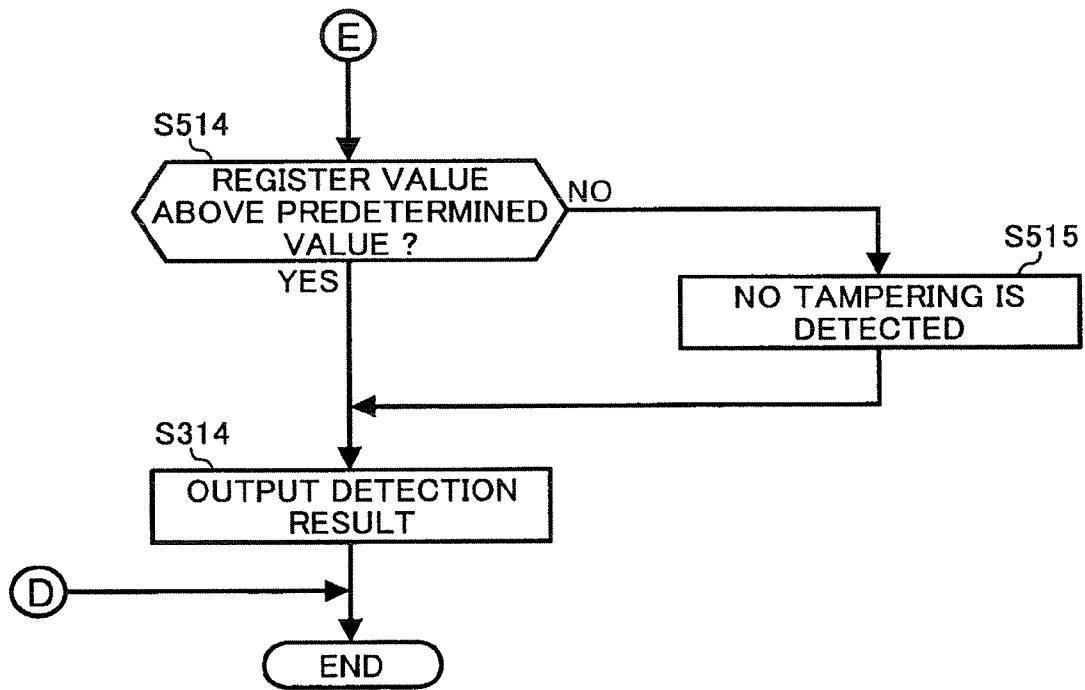 E
S514
REGISTER VALUE
ABOVE PREDETERMINED
VALUE ?
NO
YES
S515
NO TAMPERING IS
DETECTED
S314
OUTPUT DETECTION
RESULT
D
END